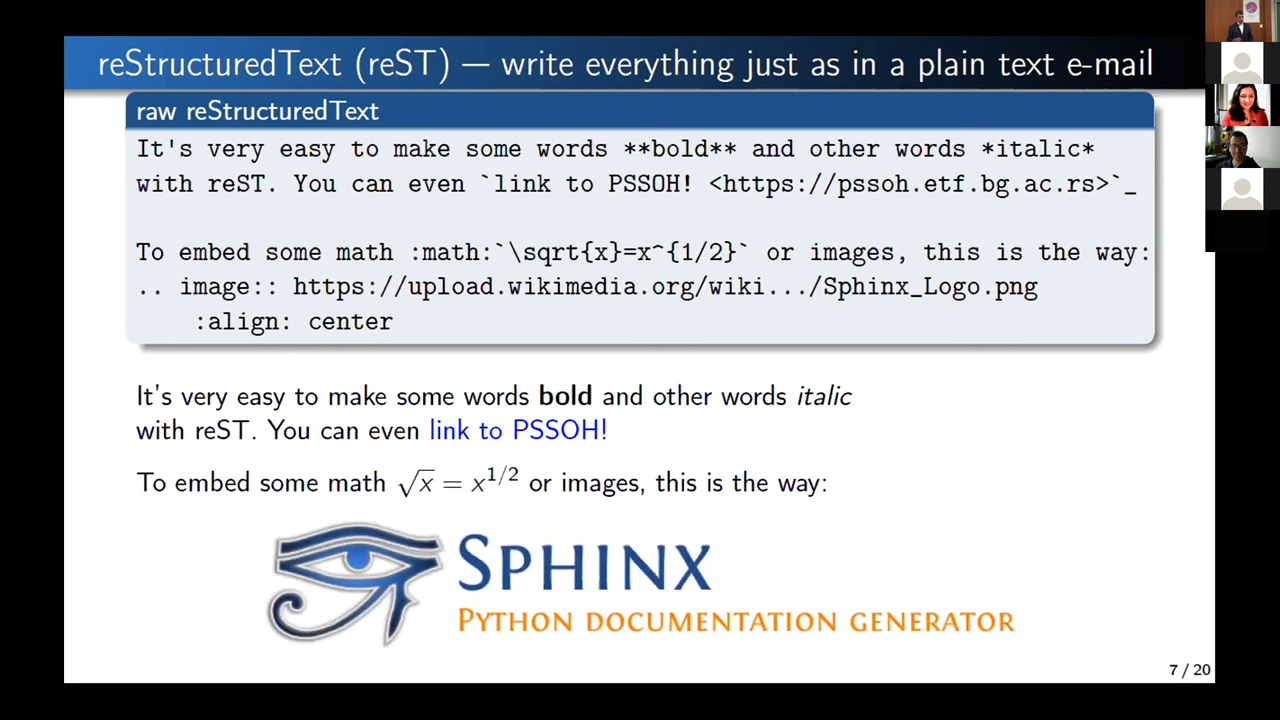 reStructuredText (reST) — write everything just as in a plain text e-mail
raw reStructuredText
It's very easy to make some words **bold** and other words *italic*
with reST. You can even `link to PSSOH! <https://pssoh.etf.bg.ac.rs>`_
To embed some math :math:`\sqrt{x}=x^{1/2}` or images, this is the way:
.. image:: https://upload.wikimedia.org/wiki.../Sphinx_Logo.png
:align: center
It's very easy to make some words bold and other words italic
with reST. You can even link to PSSOH!
To embed some math √x = x^1/2 or images, this is the way:
SPHINX
PYTHON DOCUMENTATION GENERATOR
7 / 20